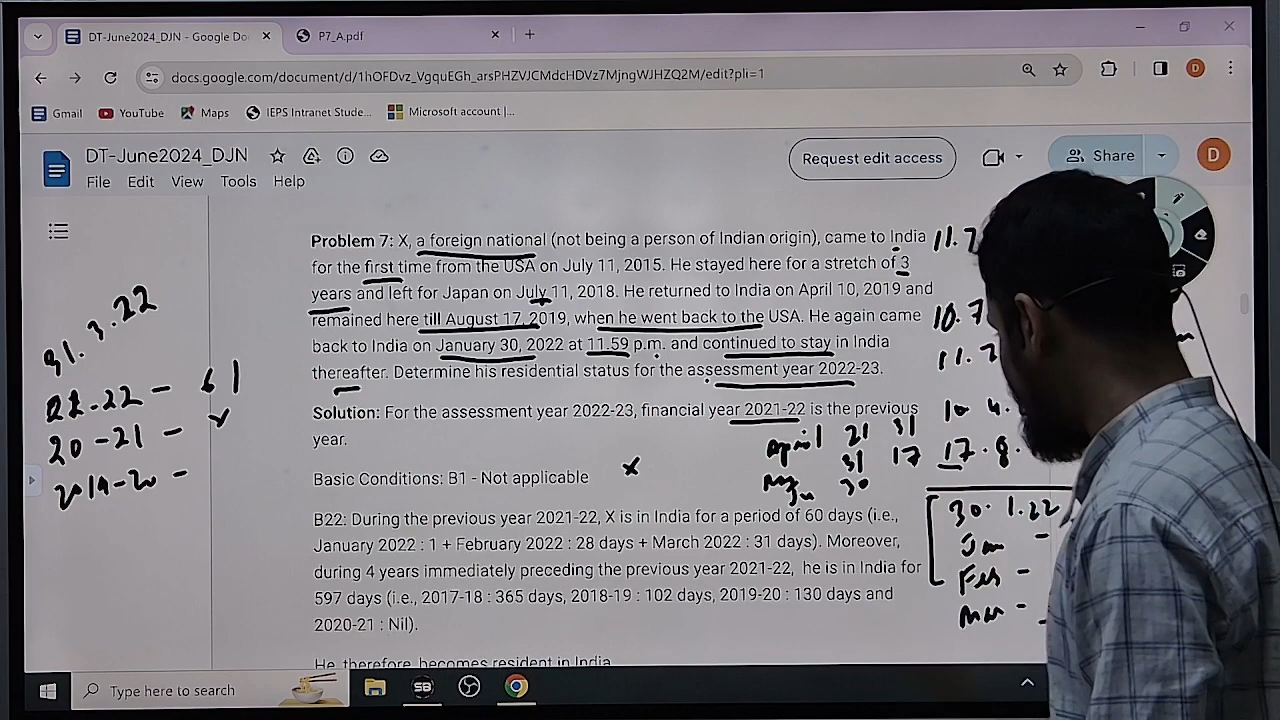 DT-June2024_DJN - Google Do
P7_A.pdf
docs.google.com/document/d/1hOFDvz_VgquEGh_arsFHZVJCMdcHDVz7MjngWJHZQ2M/edit?pli=1
Gmail YouTube Maps IEPS Intranet Stude... Microsoft account |...
DT-June2024_DJN
Request edit access
Share
D
File Edit View Tools Help
Problem 7: X, a foreign national (not being a person of Indian origin), came to India
for the first time from the USA on July 11, 2015. He stayed here for a stretch of 3
years and left for Japan on July 11, 2018. He returned to India on April 10, 2019 and
remained here till August 17, 2019, when he went back to the USA. He again came
back to India on January 30, 2022 at 11.59 p.m. and continued to stay in India
thereafter. Determine his residential status for the assessment year 2022-23.
Solution: For the assessment year 2022-23, financial year 2021-22 is the previous
year.
Basic Conditions: B1 - Not applicable
B22: During the previous year 2021-22, X is in India for a period of 60 days (i.e.,
January 2022 : 1 + February 2022 : 28 days + March 2022 : 31 days). Moreover,
during 4 years immediately preceding the previous year 2021-22, he is in India for
597 days (i.e., 2017-18 : 365 days, 2018-19 : 102 days, 2019-20 : 130 days and
2020-21 : Nil).
He therefore becomes resident in India
31.3.22
22-22 - 61
20-21 - x
2019-20 -
April 21 31
31 17
30
x
11.7
10.7
11.7
10 4.
17.8.
30.1.22
Jan -
Feb -
Mar -
Type here to search